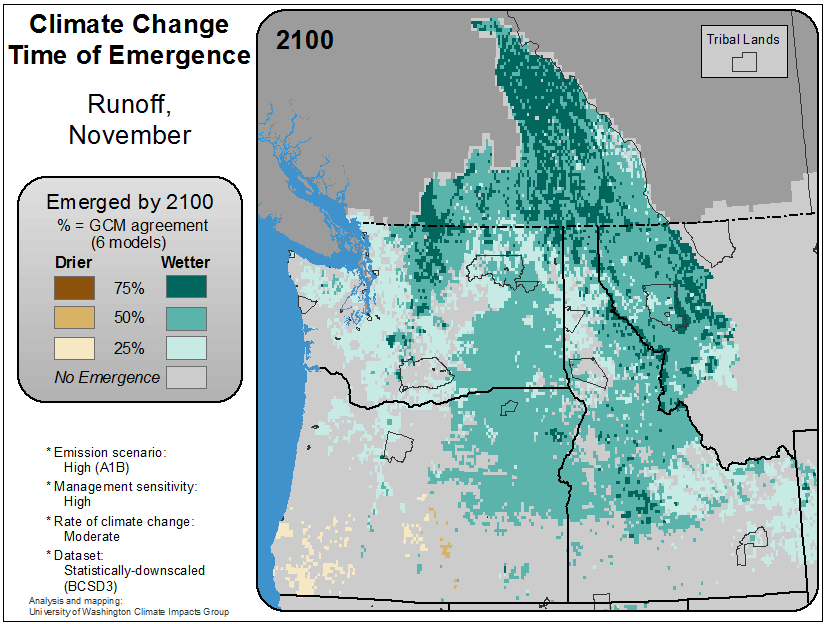 Climate Change
Time of Emergence
Runoff,
November
Emerged by 2100
% = GCM agreement
(6 models)
Drier Wetter
75%
50%
25%
No Emergence
* Emission scenario:
High (A1B)
* Management sensitivity:
High
* Rate of climate change:
Moderate
* Dataset:
Statistically-downscaled
(BCSD3)
Analysis and mapping:
University of Washington Climate Impacts Group
2100
Tribal Lands